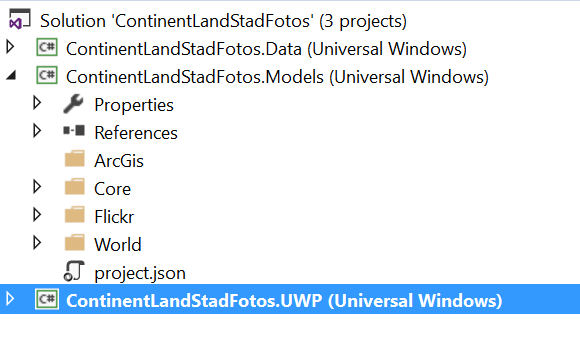 Solution 'ContinentLandStadFotos' (3 projects)
C# ContinentLandStadFotos.Data (Universal Windows)
C# ContinentLandStadFotos.Models (Universal Windows)
Properties
References
ArcGis
Core
Flickr
World
project.json
C# ContinentLandStadFotos.UWP (Universal Windows)